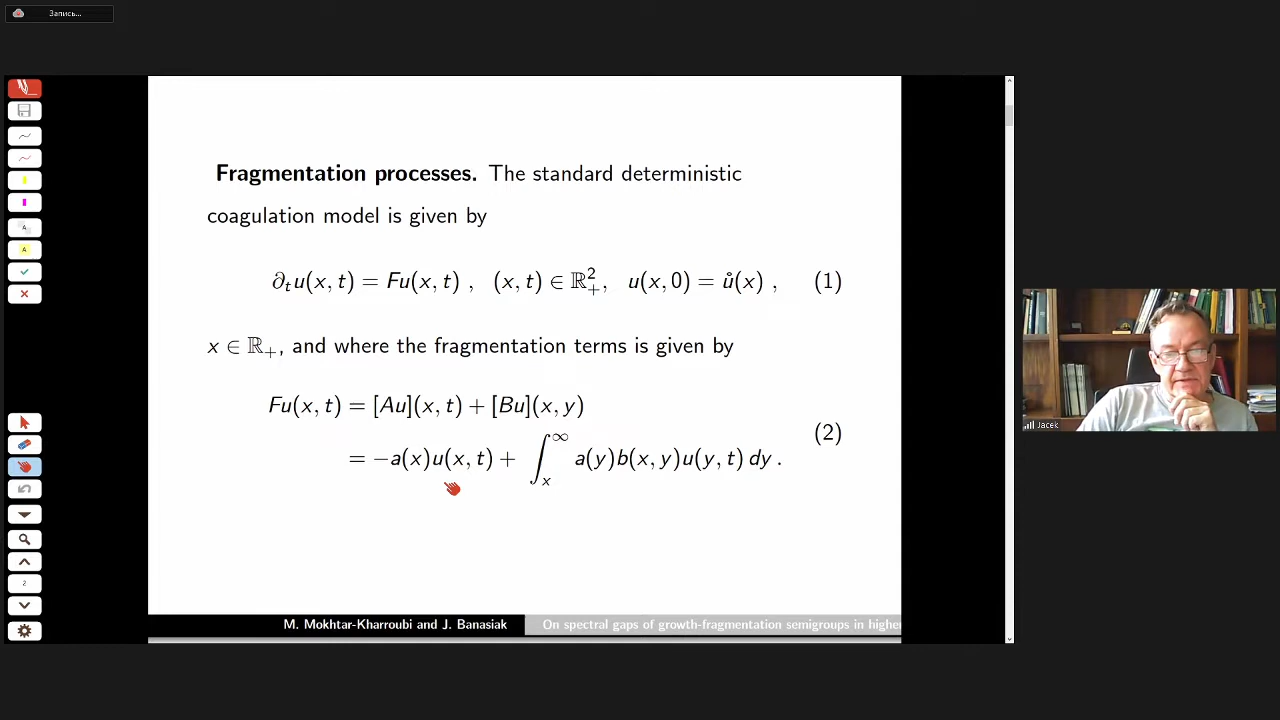 Запись...
Fragmentation processes. The standard deterministic
coagulation model is given by
∂ₜu(x, t) = Fu(x, t) , (x, t) ∈ ℝ²₊, u(x, 0) = ů(x) , (1)
x ∈ ℝ₊, and where the fragmentation terms is given by
Fu(x, t) = [Au](x, t) + [Bu](x, y)
= −a(x)u(x, t) + ∫ₓ^∞ a(y)b(x, y)u(y, t) dy . (2)
M. Mokhtar-Kharroubi and J. Banasiak On spectral gaps of growth-fragmentation semigroups in higher
Jacek
A
A
2